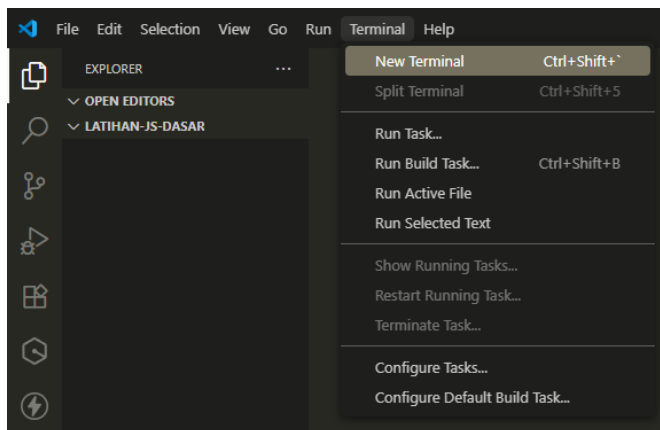 File Edit Selection View Go Run Terminal Help
EXPLORER ...
OPEN EDITORS
LATIHAN-JS-DASAR
New Terminal Ctrl+Shift+`
Split Terminal Ctrl+Shift+5
Run Task...
Run Build Task... Ctrl+Shift+B
Run Active File
Run Selected Text
Show Running Tasks...
Restart Running Task...
Terminate Task...
Configure Tasks...
Configure Default Build Task...